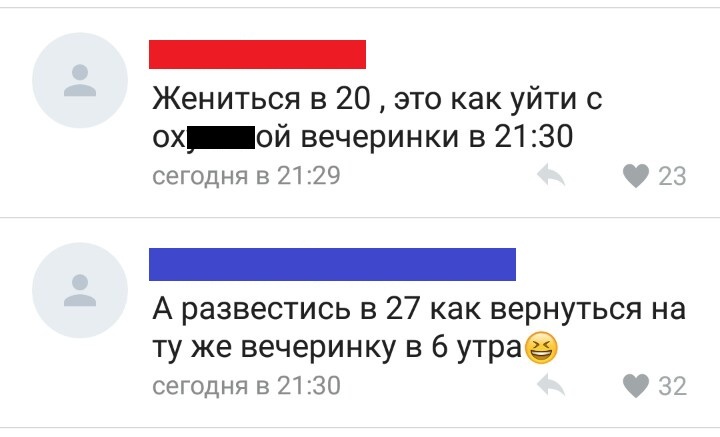 Жениться в 20 , это как уйти с
ой вечеринки в 21:30
сегодня в 21:29
23
А развестись в 27 как вернуться на
ту же вечеринку в 6 утра😆
сегодня в 21:30
32